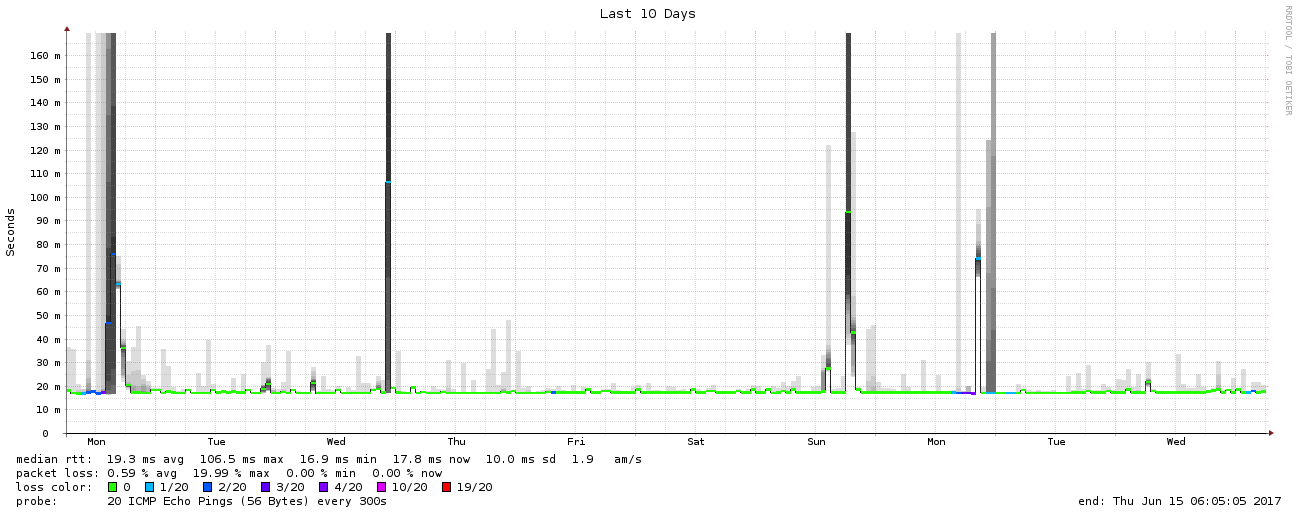 Last 10 Days
RRDTOOL / TOBI OETIKER
Seconds
160 m
150 m
140 m
130 m
120 m
110 m
100 m
90 m
80 m
70 m
60 m
50 m
40 m
30 m
20 m
10 m
0
Mon Tue Wed Thu Fri Sat Sun Mon Tue Wed
median rtt: 19.3 ms avg 106.5 ms max 16.9 ms min 17.8 ms now 10.0 ms sd 1.9 am/s
packet loss: 0.59 % avg 19.99 % max 0.00 % min 0.00 % now
loss color: 0 1/20 2/20 3/20 4/20 10/20 19/20
probe: 20 ICMP Echo Pings (56 Bytes) every 300s
end: Thu Jun 15 06:05:05 2017